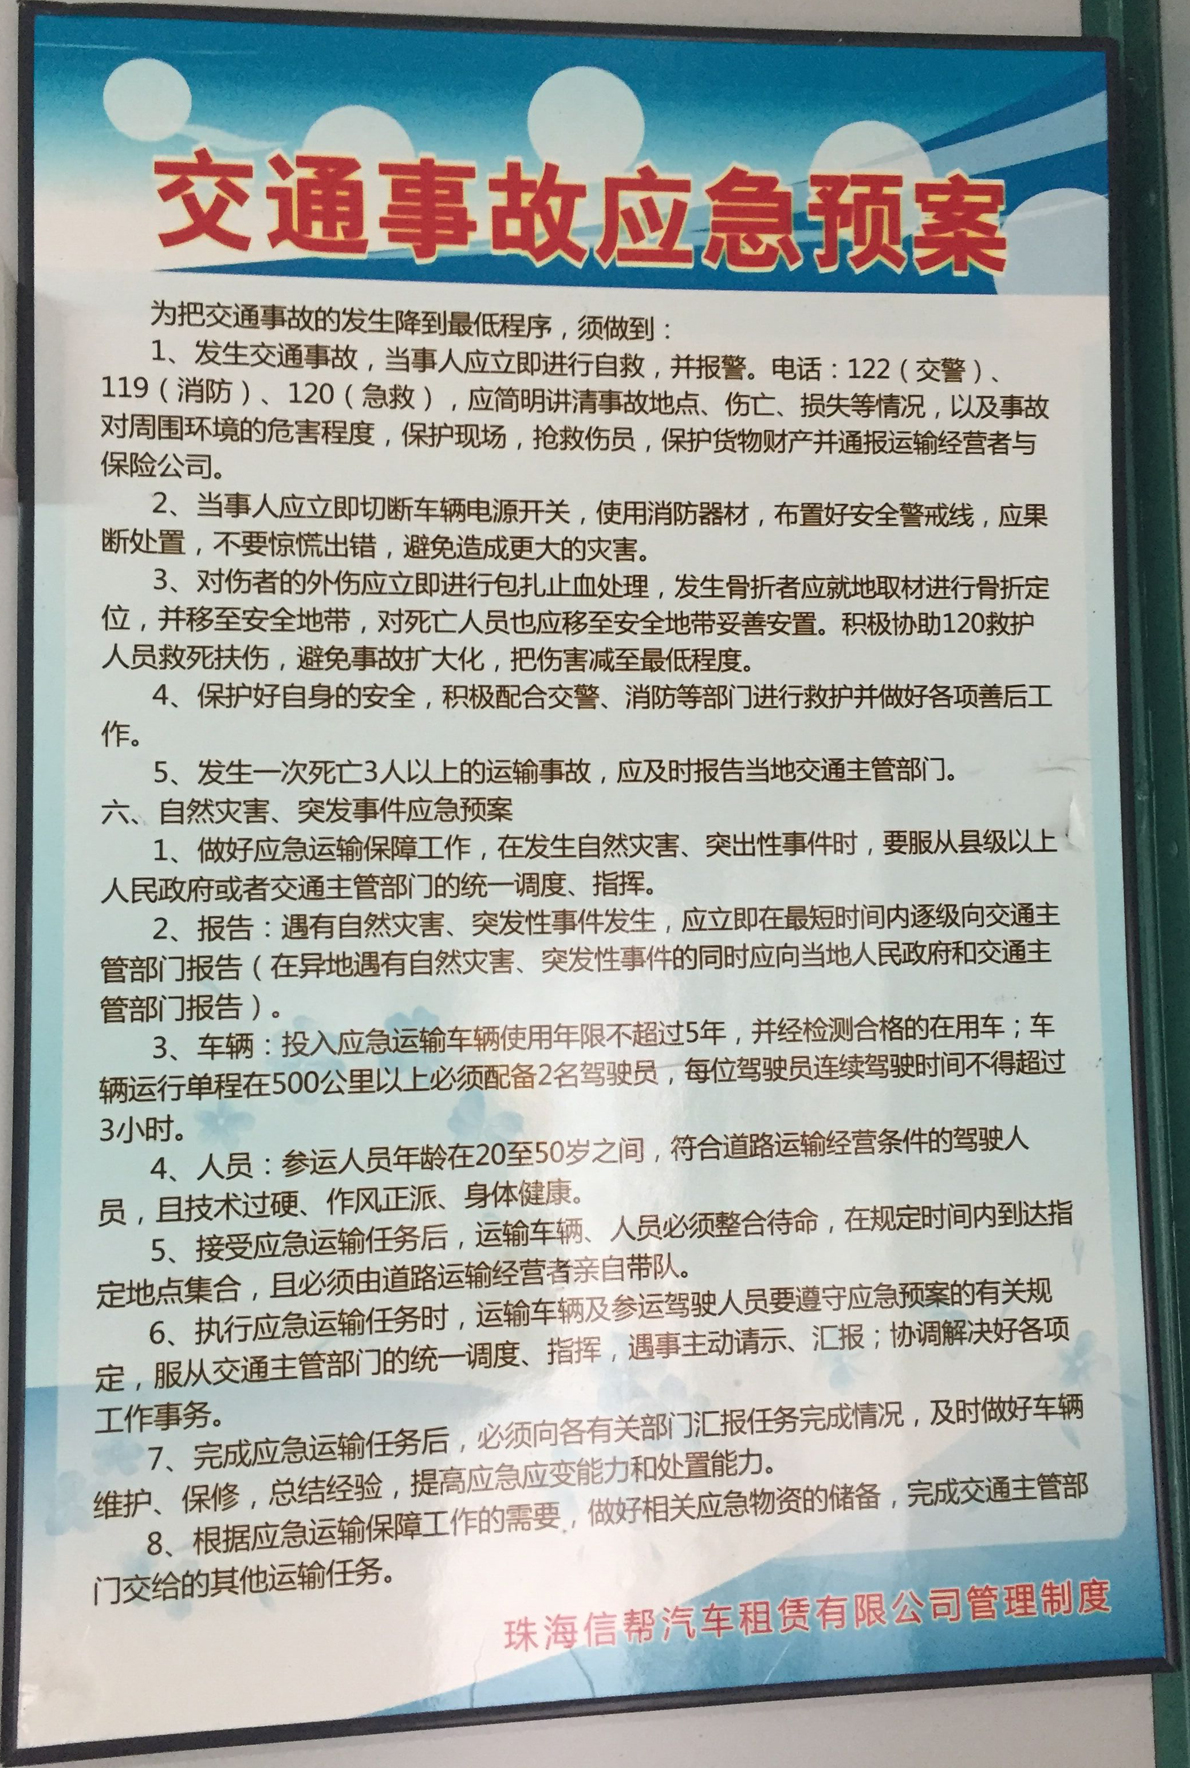 交通事故应急预案
为把交通事故的发生降到最低程序，须做到：
1、发生交通事故，当事人应立即进行自救，并报警。电话：122（交警）、
119（消防）、120（急救），应简明讲清事故地点、伤亡、损失等情况，以及事故
对周围环境的危害程度，保护现场，抢救伤员，保护货物财产并通报运输经营者与
保险公司。
2、当事人应立即切断车辆电源开关，使用消防器材，布置好安全警戒线，应果
断处置，不要惊慌出错，避免造成更大的灾害。
3、对伤者的外伤应立即进行包扎止血处理，发生骨折者应就地取材进行骨折定
位，并移至安全地带，对死亡人员也应移至安全地带妥善安置。积极协助120救护
人员救死扶伤，避免事故扩大化，把伤害减至最低程度。
4、保护好自身的安全，积极配合交警、消防等部门进行救护并做好各项善后工
作。
5、发生一次死亡3人以上的运输事故，应及时报告当地交通主管部门。
六、自然灾害、突发事件应急预案
1、做好应急运输保障工作，在发生自然灾害、突出性事件时，要服从县级以上
人民政府或者交通主管部门的统一调度、指挥。
2、报告：遇有自然灾害、突发性事件发生，应立即在最短时间内逐级向交通主
管部门报告（在异地遇有自然灾害、突发性事件的同时应向当地人民政府和交通主
管部门报告）。
3、车辆：投入应急运输车辆使用年限不超过5年，并经检测合格的在用车；车
辆运行单程在500公里以上必须配备2名驾驶员，每位驾驶员连续驾驶时间不得超过
3小时。
4、人员：参运人员年龄在20至50岁之间，符合道路运输经营条件的驾驶人
员，且技术过硬、作风正派、身体健康。
5、接受应急运输任务后，运输车辆、人员必须整合待命，在规定时间内到达指
定地点集合，且必须由道路运输经营者亲自带队。
6、执行应急运输任务时，运输车辆及参运驾驶人员要遵守应急预案的有关规
定，服从交通主管部门的统一调度、指挥，遇事主动请示、汇报；协调解决好各项
工作事务。
7、完成应急运输任务后，必须向各有关部门汇报任务完成情况，及时做好车辆
维护、保修，总结经验，提高应急应变能力和处置能力。
8、根据应急运输保障工作的需要，做好相关应急物资的储备，完成交通主管部
门交给的其他运输任务。
珠海信帮汽车租赁有限公司管理制度